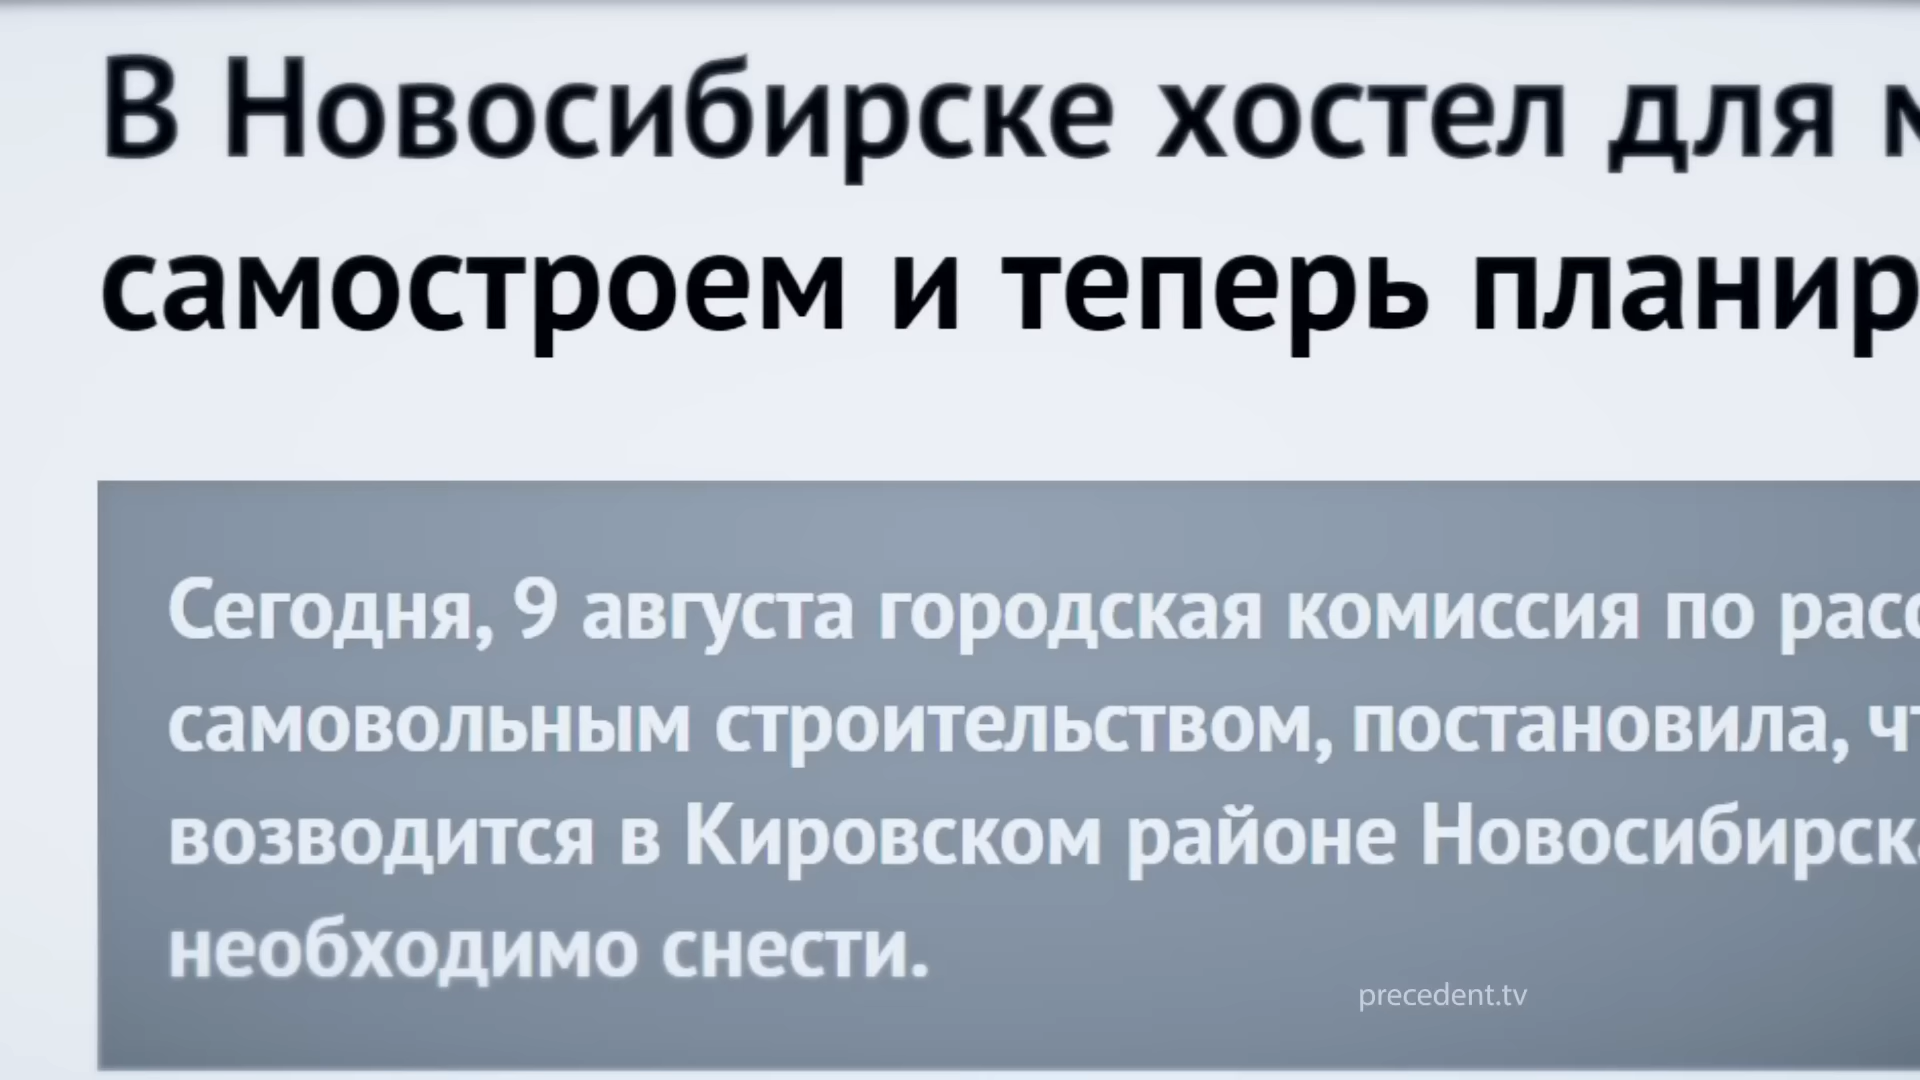 В Новосибирске хостел для
самостроем и теперь
Сегодня, 9 августа городская комиссия по
самовольным строительством, постановила,
возводится в Кировском районе
необходимо снести.
precedent.tv